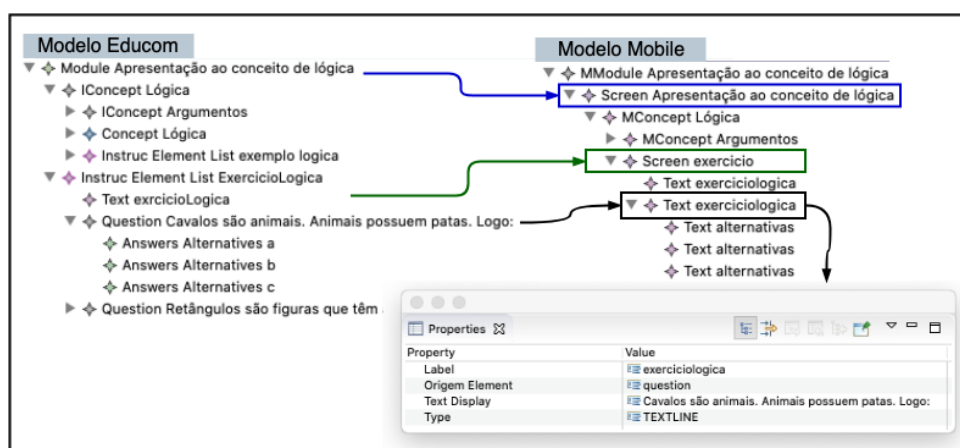 Modelo Educom
Module Apresentação ao conceito de lógica
IConcept Lógica
IConcept Argumentos
Concept Lógica
Instruc Element List exemplo logica
Instruc Element List ExercicioLogica
Text exrcicioLogica
Question Cavalos são animais. Animais possuem patas. Logo:
Answers Alternatives a
Answers Alternatives b
Answers Alternatives c
Question Retângulos são figuras que têm
Modelo Mobile
MModule Apresentação ao conceito de lógica
Screen Apresentação ao conceito de lógica
MConcept Lógica
MConcept Argumentos
Screen exercicio
Text exerciciologica
Text exerciciologica
Text alternativas
Text alternativas
Text alternativas
Properties
Property Value
Label exerciciologica
Origem Element question
Text Display Cavalos são animais. Animais possuem patas. Logo:
Type TEXTLINE